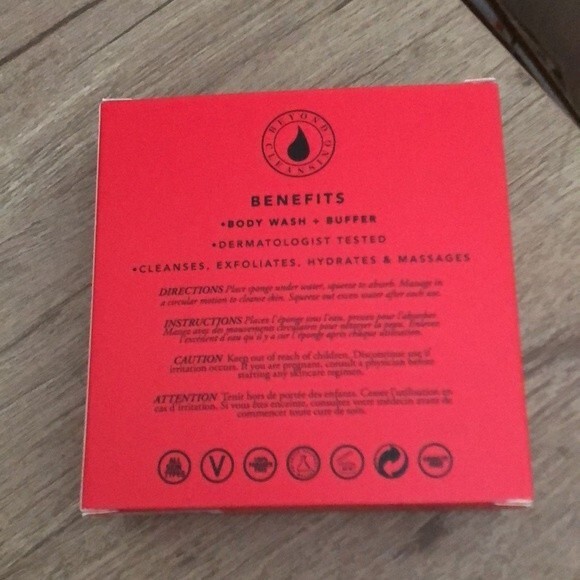 BEYOND CLEANSING
BENEFITS
•BODY WASH + BUFFER
•DERMATOLOGIST TESTED
•CLEANSES, EXFOLIATES, HYDRATES & MASSAGES
DIRECTIONS Place sponge under water, squeeze to absorb. Massage in
a circular motion to cleanse skin. Squeeze out excess water after each use.
INSTRUCTIONS Placez l'éponge sous l'eau, pressez pour l'absorber.
Massez avec des mouvements circulaires pour nettoyer la peau. Enlevez
l'excédent d'eau qu'il y a sur l'éponge après chaque utilisation.
CAUTION Keep out of reach of children. Discontinue use if
irritation occurs. If you are pregnant, consult a physician before
starting any skincare regimen.
ATTENTION Tenir hors de portée des enfants. Cesser l'utilisation en
cas d'irritation. Si vous êtes enceinte, consultez votre médecin avant de
commencer toute cure de soin.
ALL SKIN TYPES
V